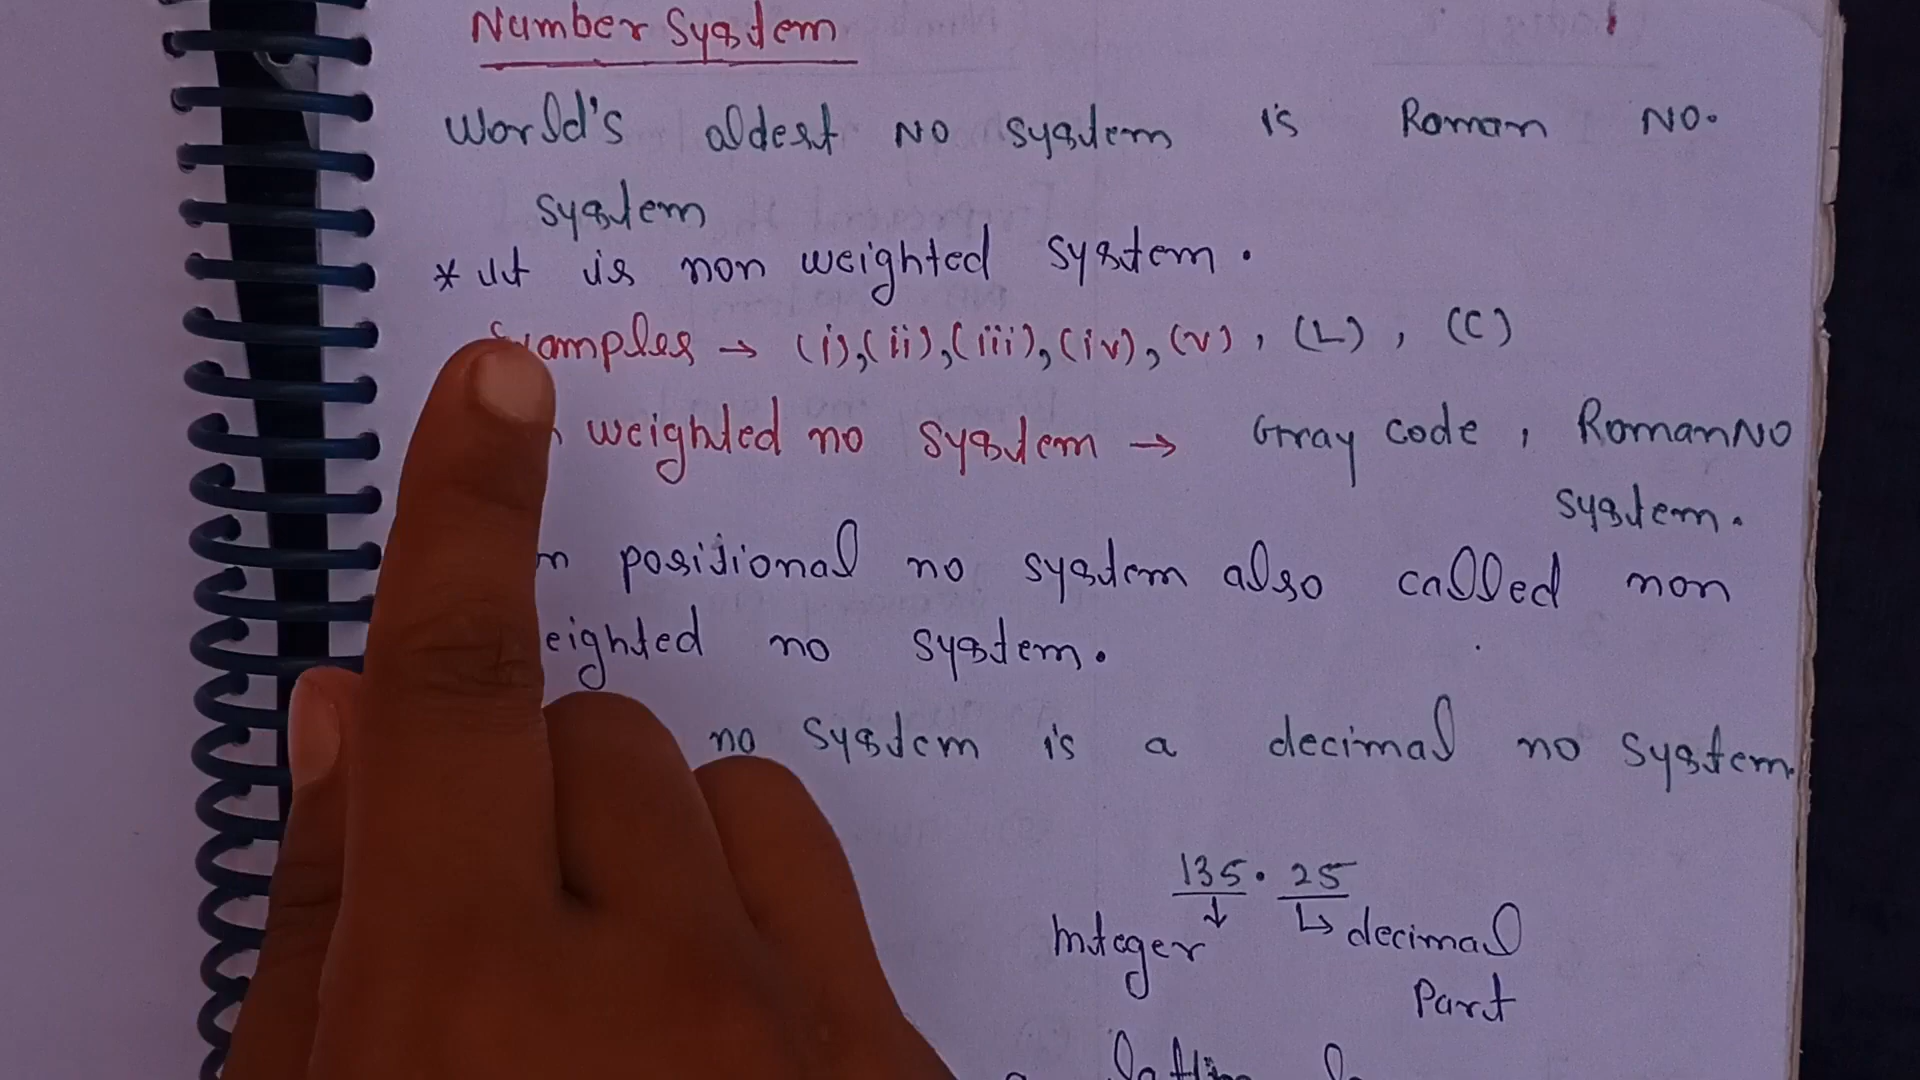 Number System
World's oldest No system is Roman No.
system
* It is non weighted system.
Examples → (i),(ii),(iii),(iv),(v), (L), (C)
weighted no system → Gray code, Roman No
system.
positional no system also called non
weighted no system.
no system is a decimal no system.
135.25
Integer decimal
Part
a